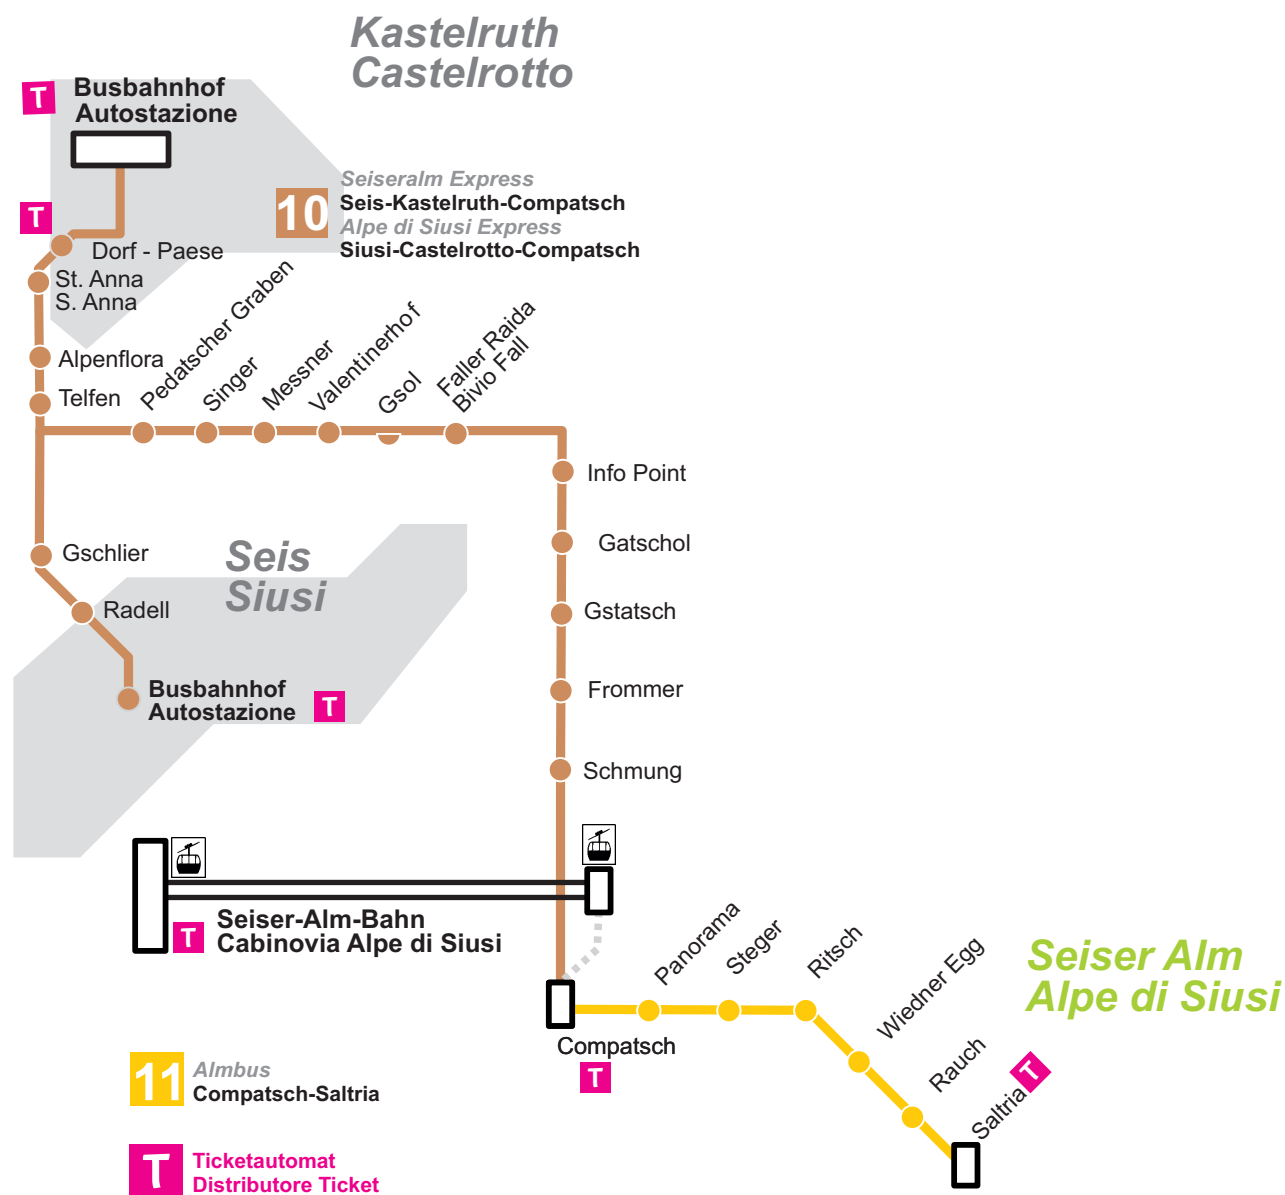 Kastelruth
Castelrotto
T
Busbahnhof
Autostazione
T
10
Seiseralm Express
Seis-Kastelruth-Compatsch
Alpe di Siusi Express
Siusi-Castelrotto-Compatsch
Dorf - Paese
St. Anna
S. Anna
Alpenflora
Telfen
Pedatscher Graben
Singer
Messner
Valentinerhof
Gsol
Faller Raida
Bivio Fall
Info Point
Gatschol
Gstatsch
Frommer
Schmung
Gschlier
Seis
Siusi
Radell
Busbahnhof
Autostazione
T
T
Seiser-Alm-Bahn
Cabinovia Alpe di Siusi
Compatsch
T
Panorama
Steger
Ritsch
Wiedner Egg
Rauch
Saltria
T
Seiser Alm
Alpe di Siusi
11
Almbus
Compatsch-Saltria
T
Ticketautomat
Distributore Ticket